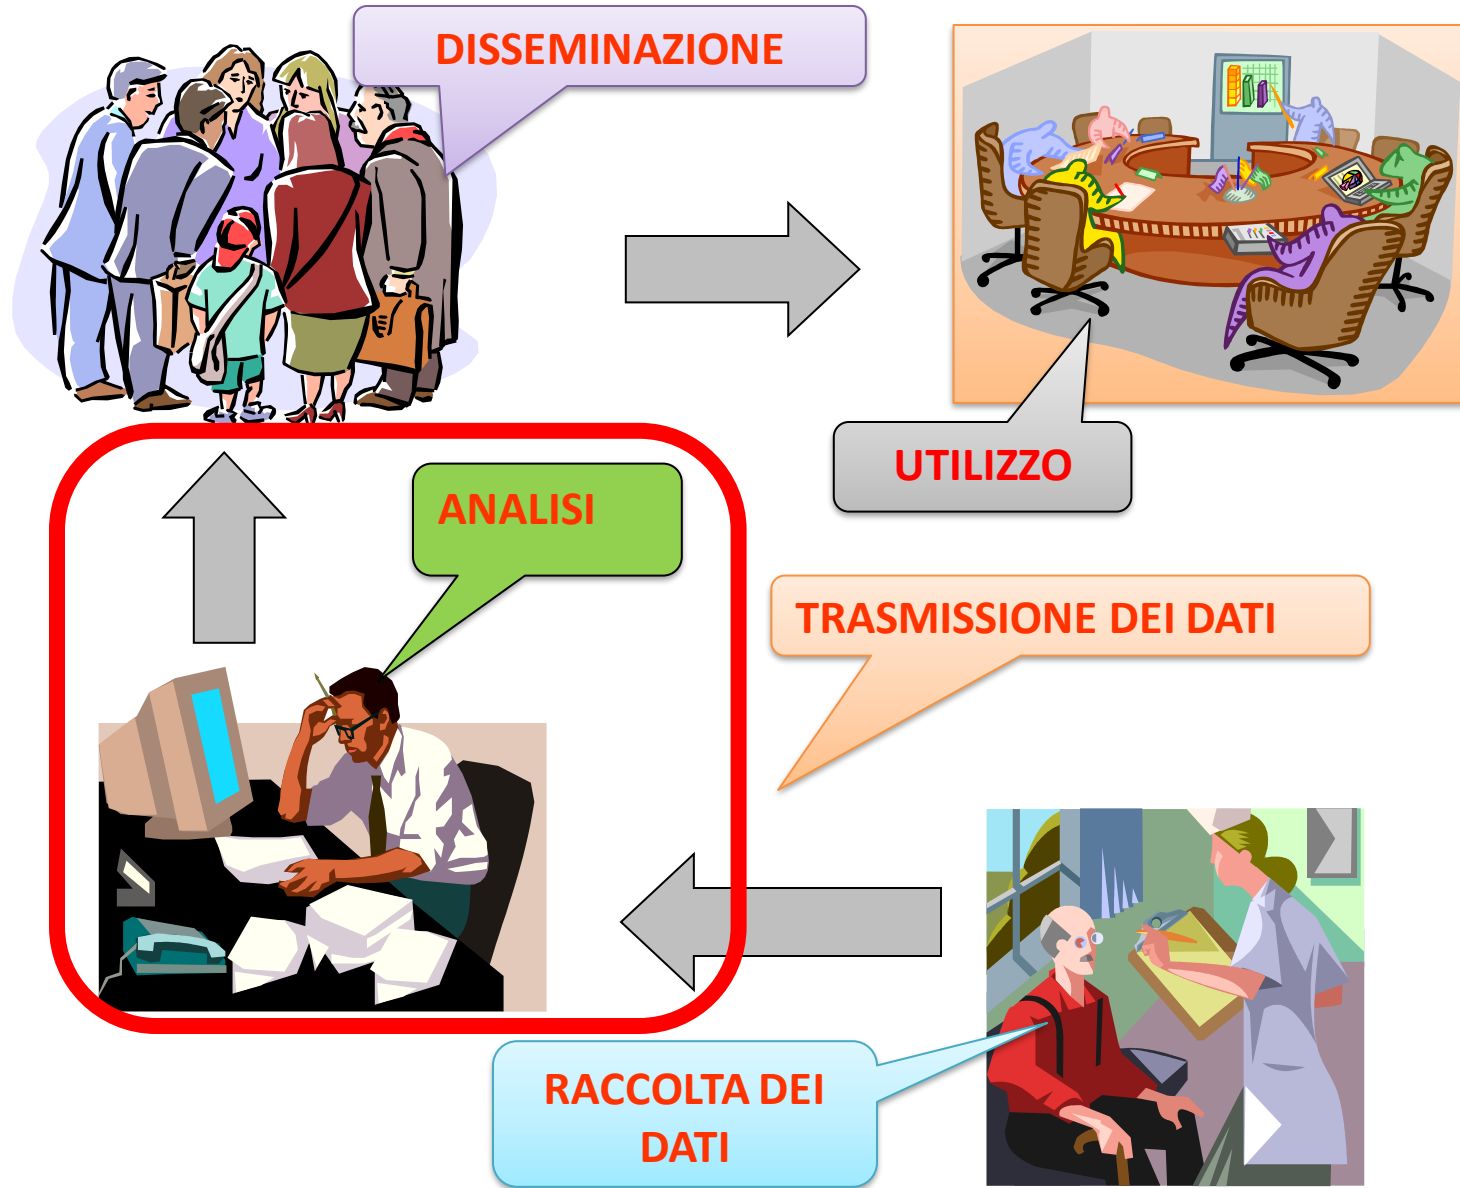 DISSEMINAZIONE
UTILIZZO
ANALISI
TRASMISSIONE DEI DATI
RACCOLTA DEI
DATI